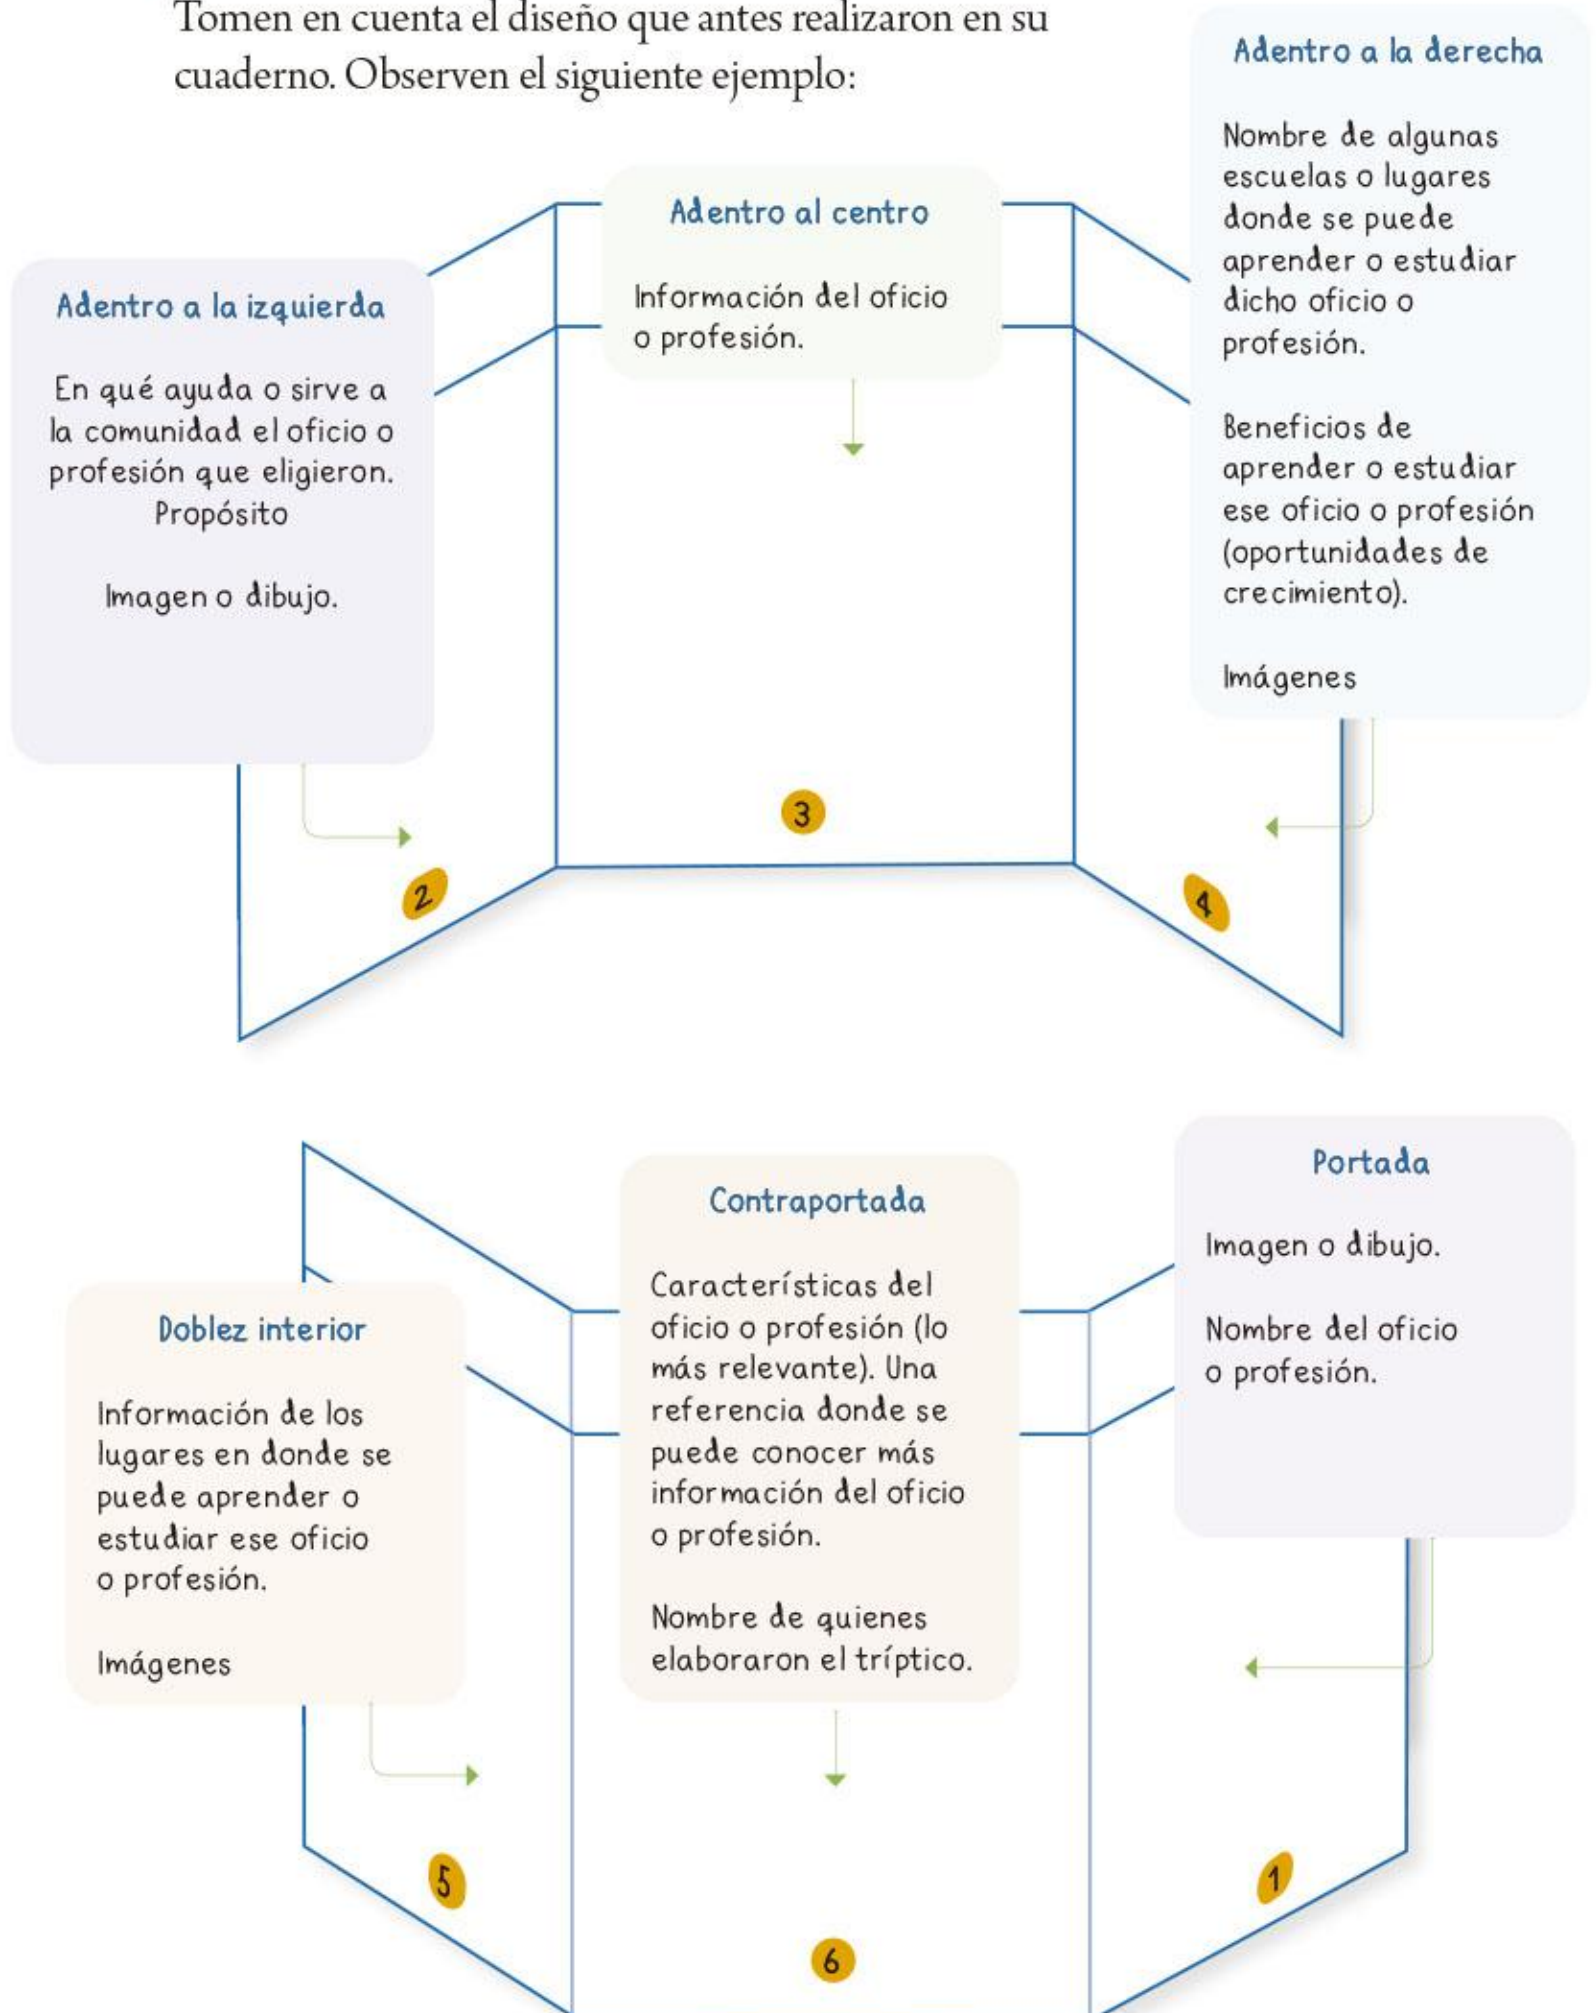 Tomen en cuenta el diseño que antes realizaron en su
cuaderno. Observen el siguiente ejemplo:
Adentro a la izquierda
En qué ayuda o sirve a
la comunidad el oficio o
profesión que eligieron.
Propósito
Imagen o dibujo.
2
Adentro al centro
Información del oficio
o profesión.
3
Adentro a la derecha
Nombre de algunas
escuelas o lugares
donde se puede
aprender o estudiar
dicho oficio o
profesión.
Beneficios de
aprender o estudiar
ese oficio o profesión
(oportunidades de
crecimiento).
Imágenes
4
Doblez interior
Información de los
lugares en donde se
puede aprender o
estudiar ese oficio
o profesión.
Imágenes
5
Contraportada
Característícas del
oficio o profesión (lo
más relevante). Una
referencia donde se
puede conocer más
información del oficio
o profesión.
Nombre de quienes
elaboraron el tríptico.
6
Portada
Imagen o dibujo.
Nombre del oficio
o profesión.
1